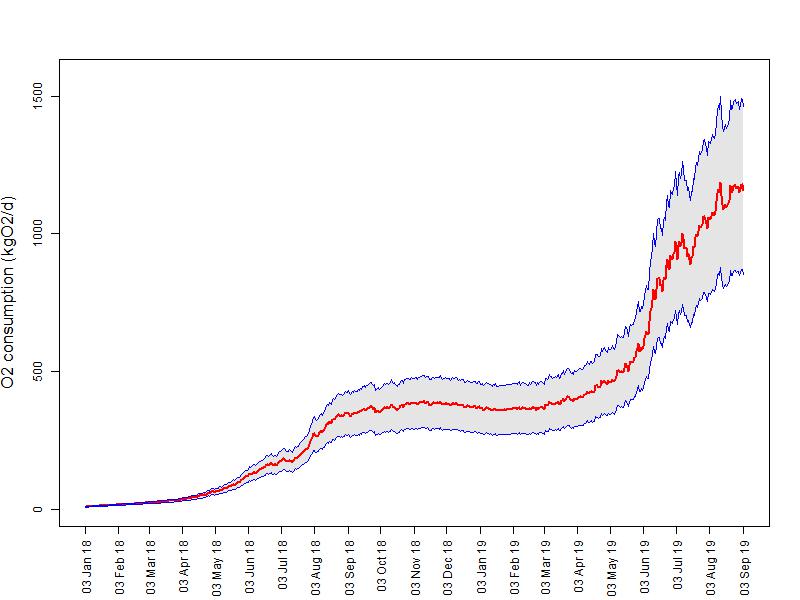 O2 consumption (kgO2/d)
1500
1000
500
0
03 Jan 18
03 Feb 18
03 Mar 18
03 Apr 18
03 May 18
03 Jun 18
03 Jul 18
03 Aug 18
03 Sep 18
03 Oct 18
03 Nov 18
03 Dec 18
03 Jan 19
03 Feb 19
03 Mar 19
03 Apr 19
03 May 19
03 Jun 19
03 Jul 19
03 Aug 19
03 Sep 19